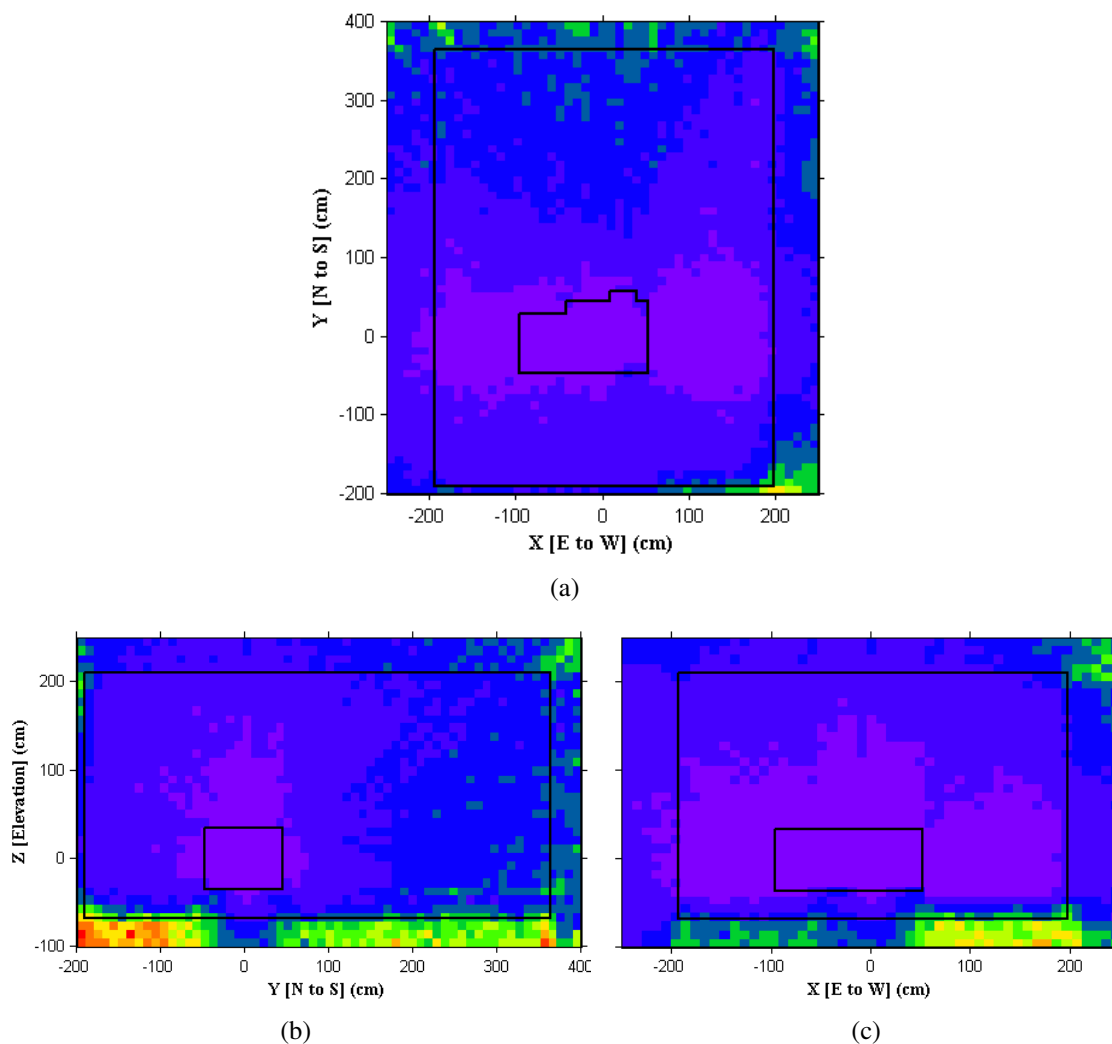 400
300
200
100
0
-100
-200
Y [N to S] (cm)
-200 -100 0 100 200
X [E to W] (cm)
(a)
200
100
0
-100
Z [Elevation] (cm)
-200 -100 0 100 200 300 400
Y [N to S] (cm)
(b)
-200 -100 0 100 200
X [E to W] (cm)
(c)